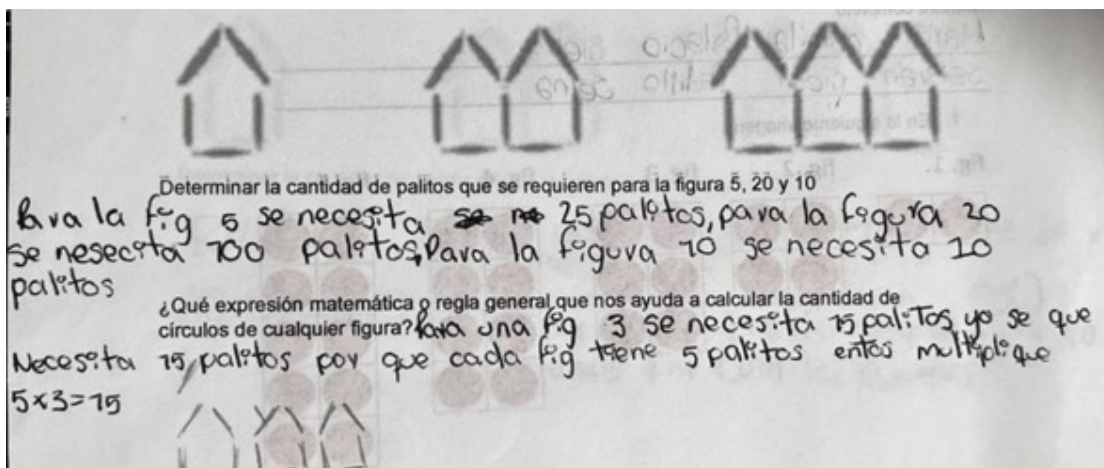 Determinar la cantidad de palitos que se requieren para la figura 5, 20 y 10
Para la fig 5 se necesita 25 palitos, para la figura 20
se nesecita 100 palitos, Para la figura 10 se necesita 10
palitos
¿Qué expresión matemática o regla general que nos ayuda a calcular la cantidad de
círculos de cualquier figura? Para una fig 3 se necesita 15 paliTos, yo se que
Necesita 15 palitos por que cada fig tiene 5 palitos entos multiplique
5x3=15